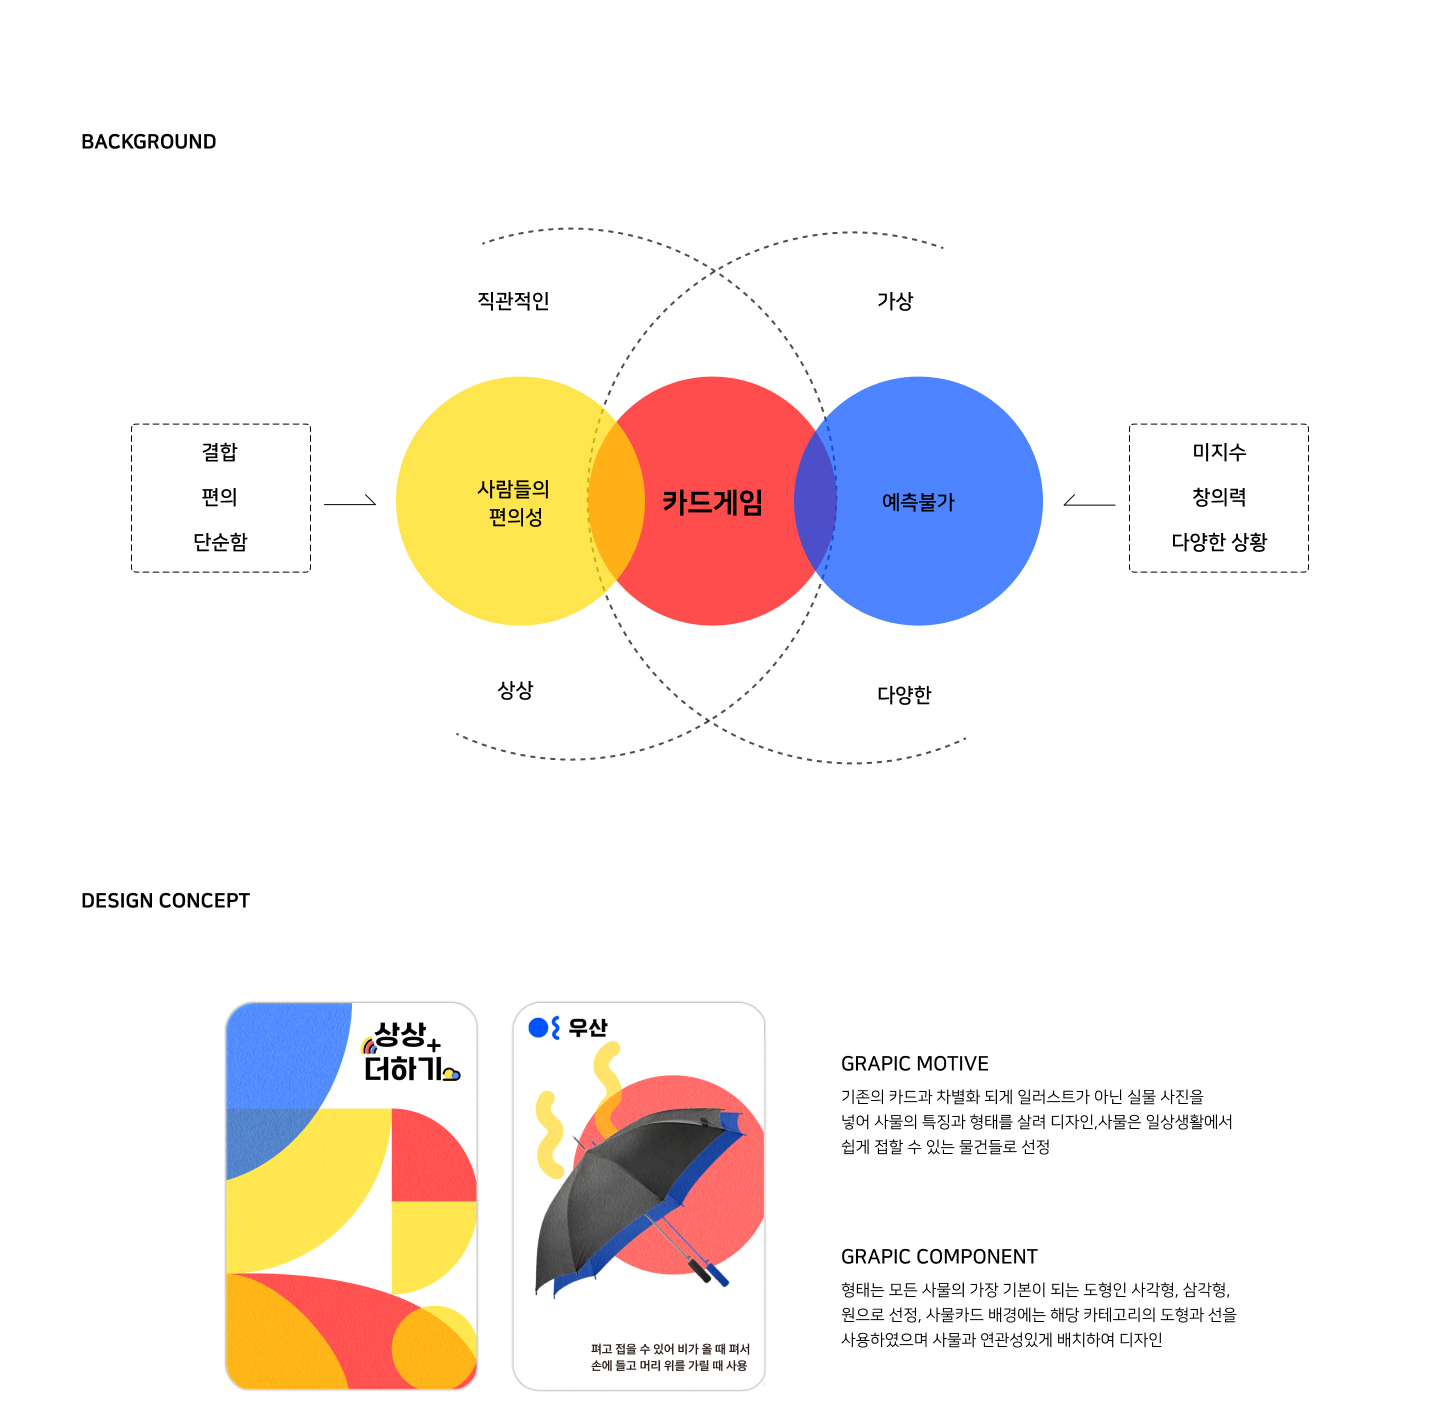 BACKGROUND
직관적인
가상
결합
편의
단순함
사람들의
편의성
카드게임
예측불가
미지수
창의력
다양한 상황
상상
다양한
DESIGN CONCEPT
상상+
더하기
우산
펴고 접을 수 있어 비가 올 때 펴서
손에 들고 머리 위를 가릴 때 사용
GRAPIC MOTIVE
기존의 카드과 차별화 되게 일러스트가 아닌 실물 사진을
넣어 사물의 특징과 형태를 살려 디자인,사물은 일상생활에서
쉽게 접할 수 있는 물건들로 선정
GRAPIC COMPONENT
형태는 모든 사물의 가장 기본이 되는 도형인 사각형, 삼각형,
원으로 선정, 사물카드 배경에는 해당 카테고리의 도형과 선을
사용하였으며 사물과 연관성있게 배치하여 디자인